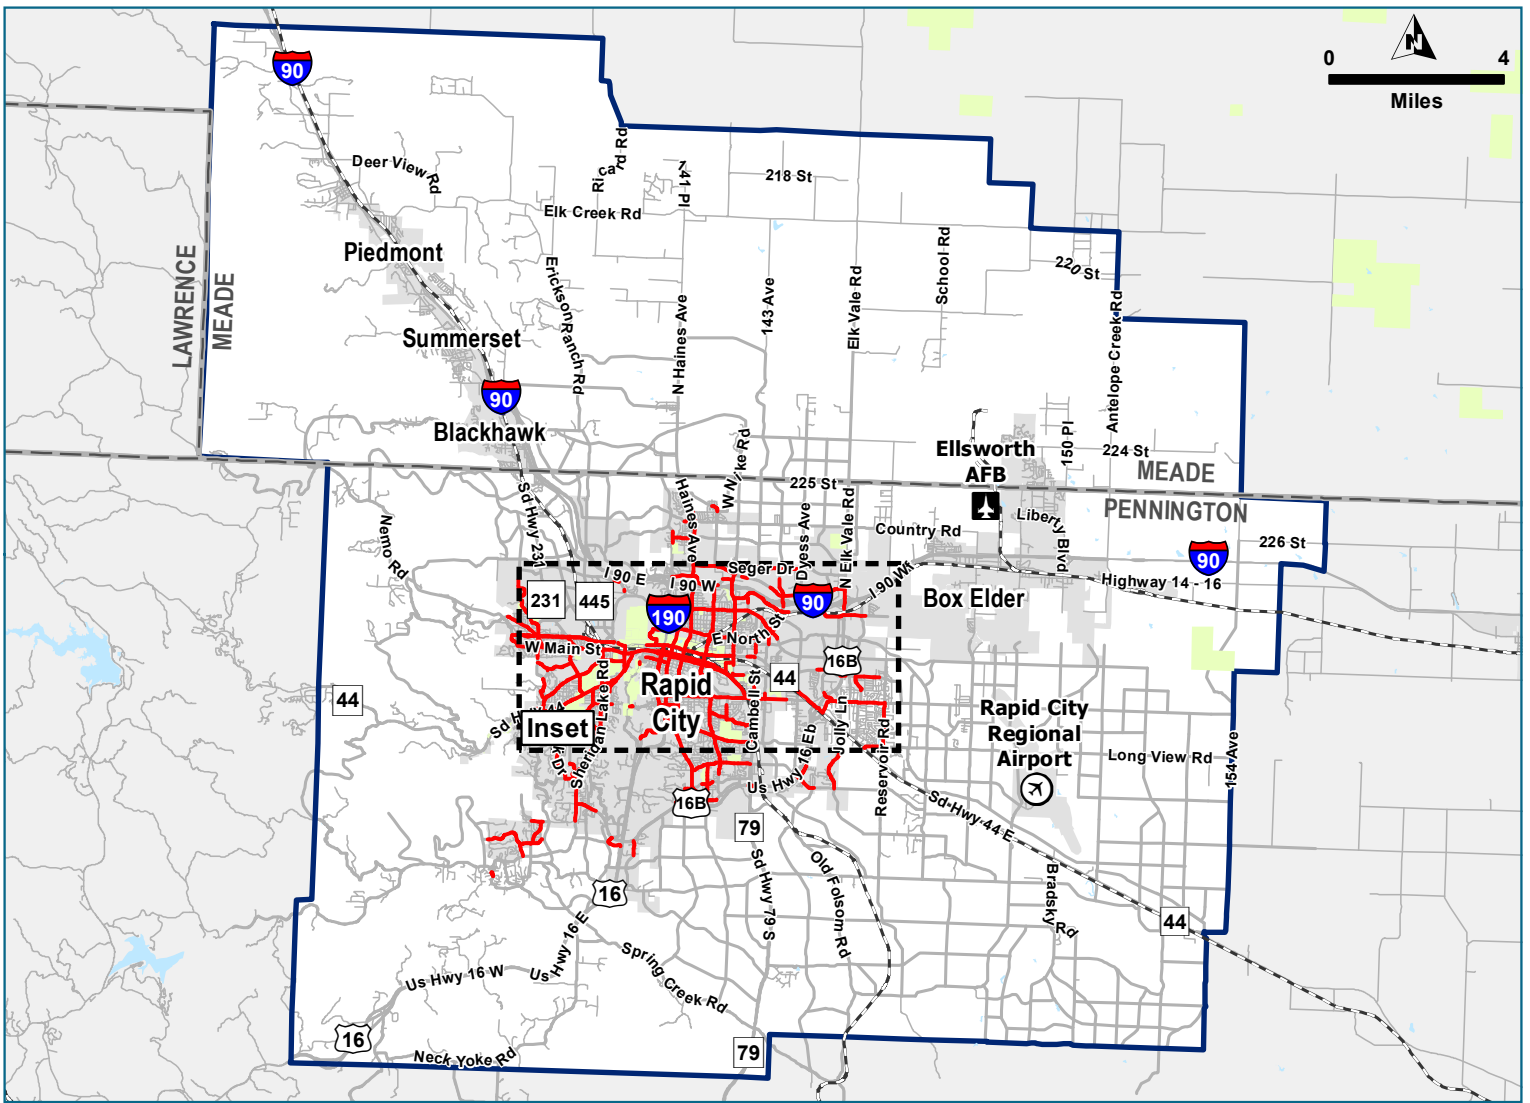 0 4
Miles
N
90
Deer View Rd
Ricard Rd
141 Pl
218 St
Elk Creek Rd
Piedmont
LAWRENCE
MEADE
Erickson Ranch Rd
N Haines Ave
143 Ave
Elk Vale Rd
School Rd
220 St
Antelope Creek Rd
Summerset
90
Blackhawk
Ellsworth
AFB
150 Pl
224 St
MEADE
PENNINGTON
W Nike Rd
225 St
Haines Ave
Dyess Ave
N Elk Vale Rd
Country Rd
Liberty Blvd
226 St
90
Highway 14 - 16
Nemo Rd
Sd Hwy 231
I 90 E
I 90 W
Seger Dr
I 90 W
Box Elder
231
445
190
90
E North St
W Main St
16B
44
44
Rapid
City
Campbell St
Jolly Ln
Sheridan Lake Rd
Inset
Reservoir Rd
Rapid City
Regional
Airport
Long View Rd
154 Ave
Us Hwy 16 Eb
16B
79
Sd Hwy 44 E
Old Folsom Rd
Sd Hwy 79 S
Bradsky Rd
44
16
Us Hwy 16 E
Us Hwy 16 W
Spring Creek Rd
16
Neck Yoke Rd
79